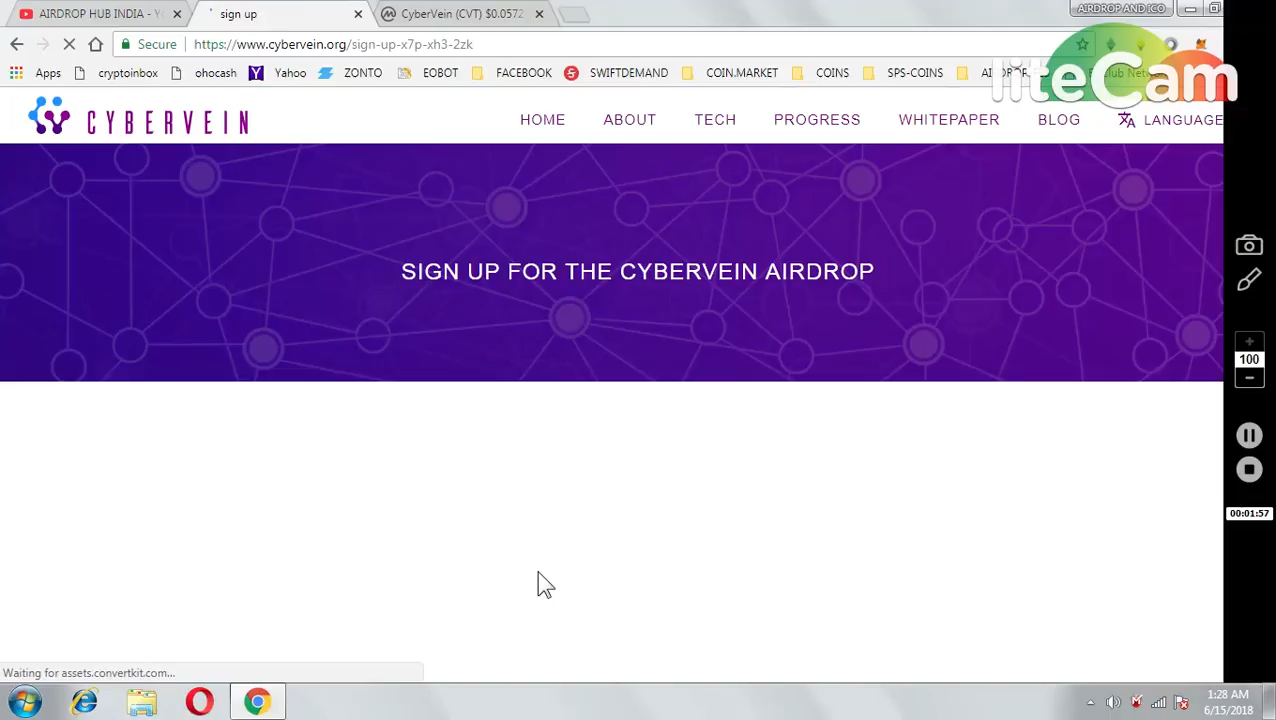 AIRDROP HUB INDIA - Y
sign up
CyberVein (CVT) $0.0572
AIRDROP AND ICO
Secure
https://www.cybervein.org/sign-up-x7p-xh3-2zk
Apps
cryptoinbox
ohocash
Yahoo
ZONTO
EOBOT
FACEBOOK
SWIFTDEMAND
COIN.MARKET
COINS
SPS-COINS
liteCam
CYBERVEIN
HOME
ABOUT
TECH
PROGRESS
WHITEPAPER
BLOG
LANGUAGE
SIGN UP FOR THE CYBERVEIN AIRDROP
100
00:01:57
Waiting for assets.convertkit.com...
1:28 AM
6/15/2018